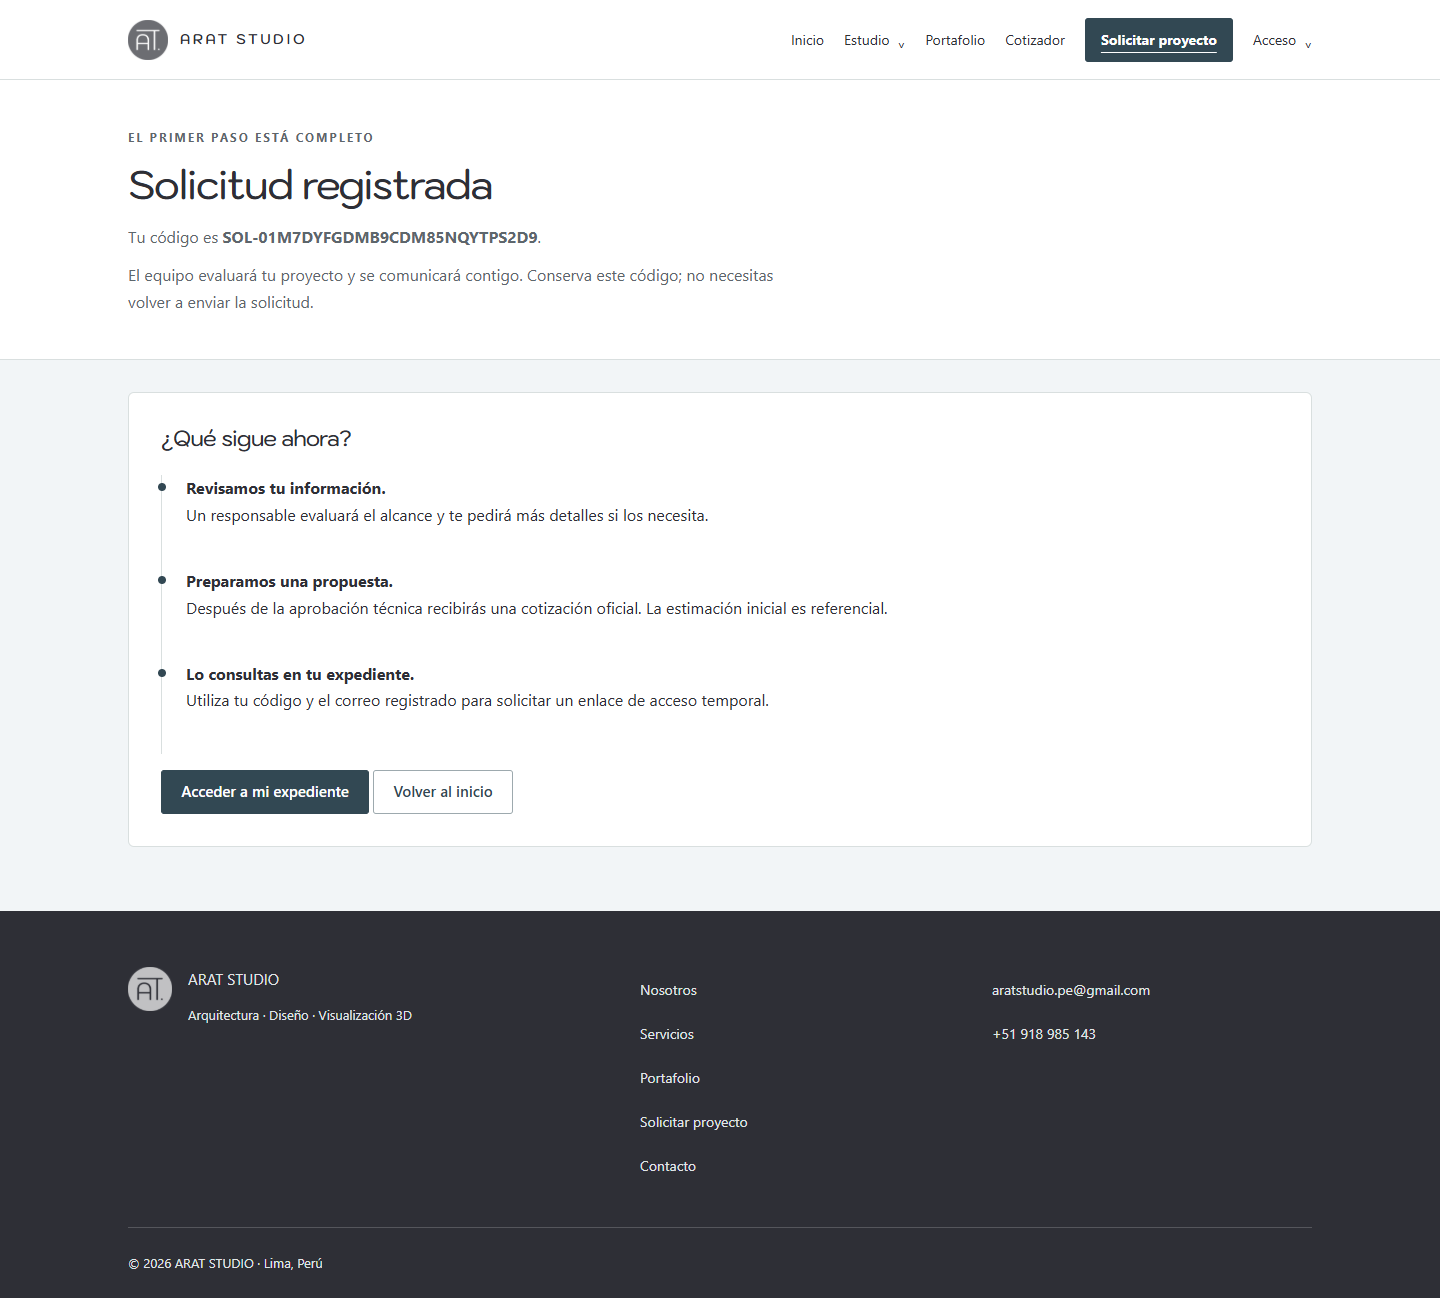 AT.
ARAT STUDIO
Inicio
Estudio
Portafolio
Cotizador
Solicitar proyecto
Acceso
EL PRIMER PASO ESTÁ COMPLETO
Solicitud registrada
Tu código es SOL-01M7DYFGDMB9CDM85NQYTPS2D9.
El equipo evaluará tu proyecto y se comunicará contigo. Conserva este código; no necesitas
volver a enviar la solicitud.
¿Qué sigue ahora?
Revisamos tu información.
Un responsable evaluará el alcance y te pedirá más detalles si los necesita.
Preparamos una propuesta.
Después de la aprobación técnica recibirás una cotización oficial. La estimación inicial es referencial.
Lo consultas en tu expediente.
Utiliza tu código y el correo registrado para solicitar un enlace de acceso temporal.
Acceder a mi expediente
Volver al inicio
AT.
ARAT STUDIO
Arquitectura · Diseño · Visualización 3D
Nosotros
Servicios
Portafolio
Solicitar proyecto
Contacto
aratstudio.pe@gmail.com
+51 918 985 143
© 2026 ARAT STUDIO · Lima, Perú